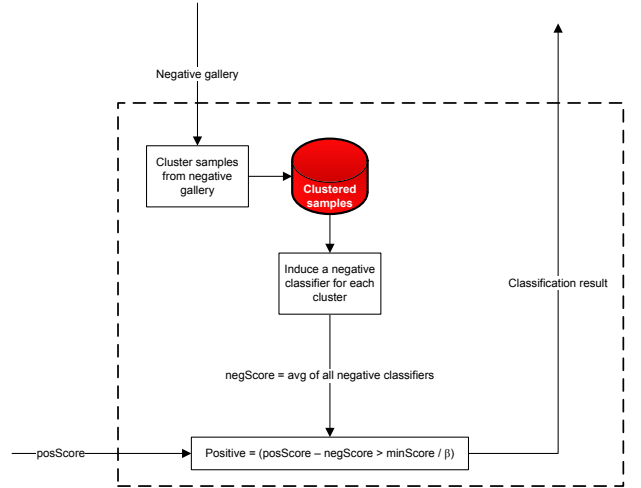 Negative gallery
Cluster samples
from negative
gallery
Clustered
samples
Induce a negative
classifier for each
cluster
Classification result
negScore = avg of all negative classifiers
posScore
Positive = (posScore – negScore > minScore / β)